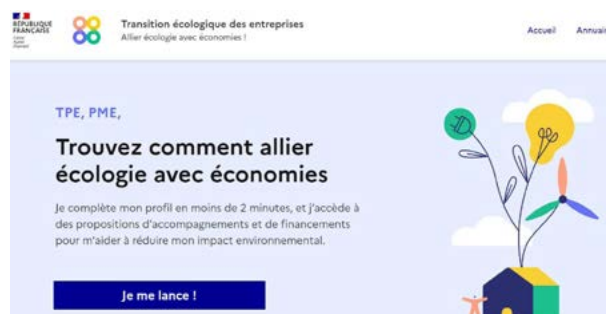 RÉPUBLIQUE
FRANÇAISE
Transition écologique des entreprises
Allier écologie avec économies !
Accueil Annuair
TPE, PME,
Trouvez comment allier
écologie avec économies
Je complète mon profil en moins de 2 minutes, et j'accède à
des propositions d'accompagnements et de financements
pour m'aider à réduire mon impact environnemental.
Je me lance !